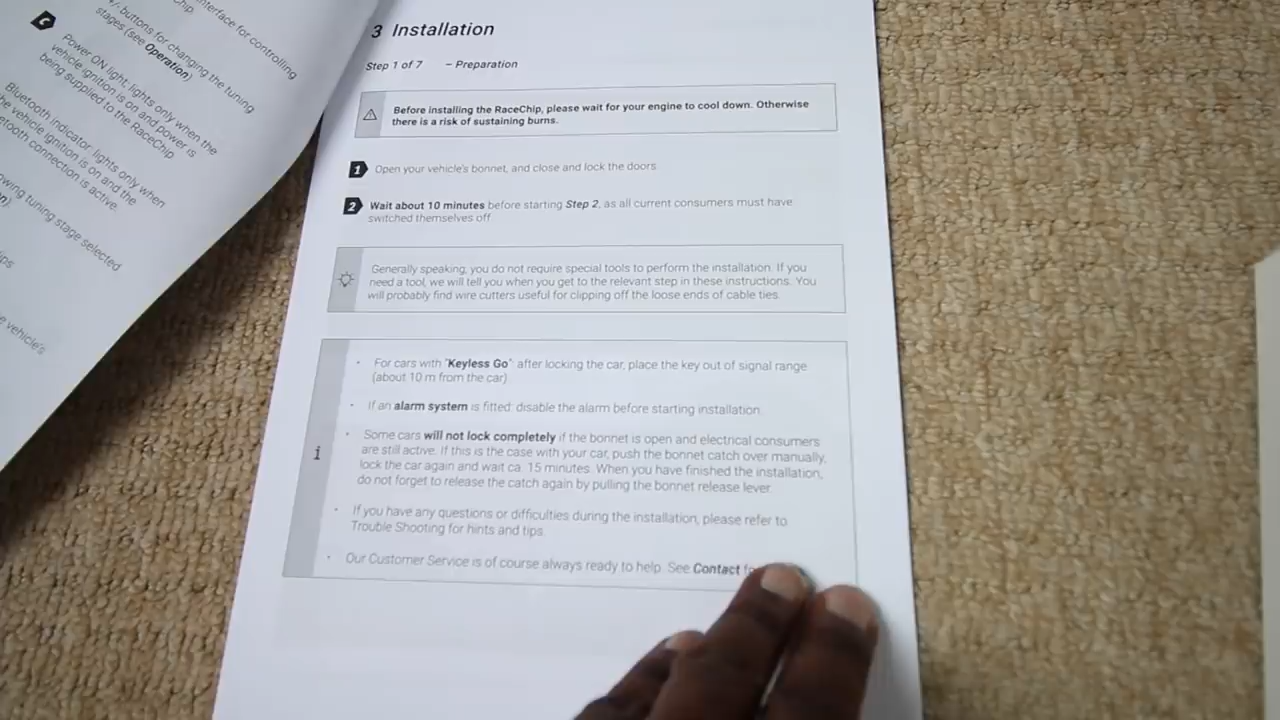 nterface for controlling
hip.
/- buttons for changing the tuning
stages (see Operation)
C
Power ON light; lights only when the
vehicle ignition is on and power is
being supplied to the RaceChip
Bluetooth indicator: lights only when
he vehicle ignition is on and the
etooth connection is active.
owing tuning stage selected
n).
ips
e vehicle's
3 Installation
Step 1 of 7 – Preparation
Before installing the RaceChip, please wait for your engine to cool down. Otherwise
there is a risk of sustaining burns.
1 Open your vehicle's bonnet, and close and lock the doors.
2 Wait about 10 minutes before starting Step 2, as all current consumers must have
switched themselves off
Generally speaking, you do not require special tools to perform the installation. If you
need a tool, we will tell you when you get to the relevant step in these instructions. You
will probably find wire cutters useful for clipping off the loose ends of cable ties.
i
• For cars with "Keyless Go": after locking the car, place the key out of signal range
(about 10 m from the car)
• If an alarm system is fitted: disable the alarm before starting installation.
• Some cars will not lock completely if the bonnet is open and electrical consumers
are still active. If this is the case with your car, push the bonnet catch over manually,
lock the car again and wait ca. 15 minutes. When you have finished the installation,
do not forget to release the catch again by pulling the bonnet release lever.
• If you have any questions or difficulties during the installation, please refer to
Trouble Shooting for hints and tips.
• Our Customer Service is of course always ready to help. See Contact fo